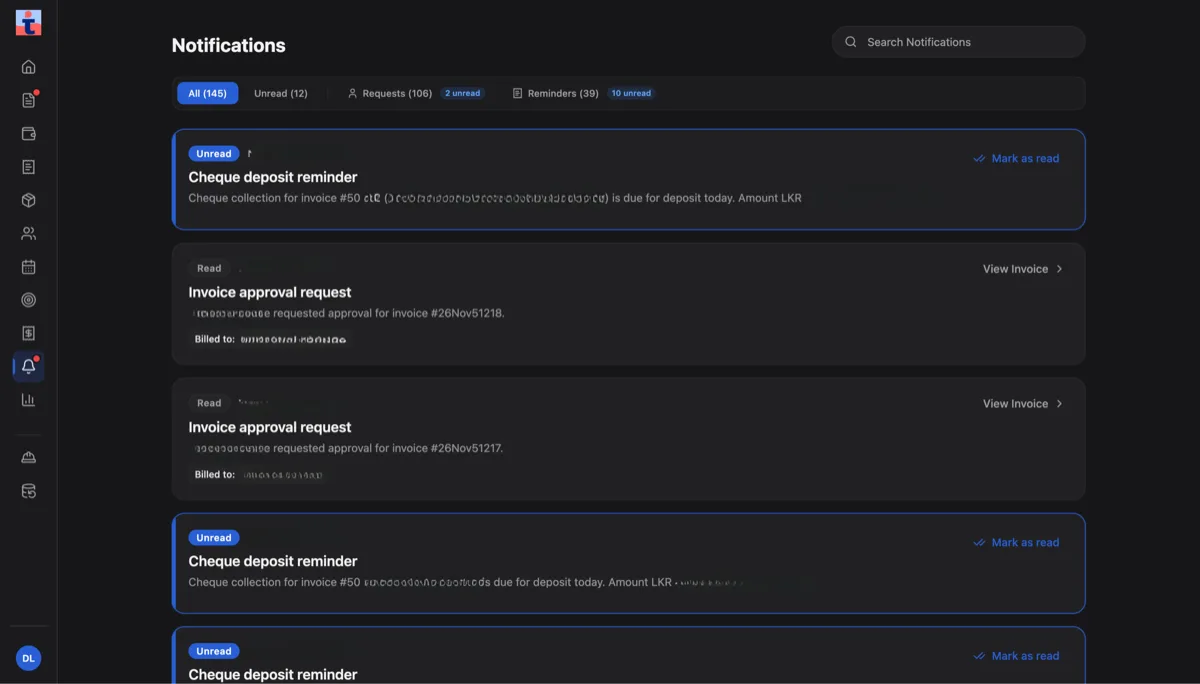 t
Notifications
Search Notifications
All (145) Unread (12) Requests (106) 2 unread Reminders (39) 10 unread
Unread
Mark as read
Cheque deposit reminder
Cheque collection for invoice #50 is due for deposit today. Amount LKR
Read
View Invoice
Invoice approval request
requested approval for invoice #26Nov51218.
Billed to:
Read
View Invoice
Invoice approval request
requested approval for invoice #26Nov51217.
Billed to:
Unread
Mark as read
Cheque deposit reminder
Cheque collection for invoice #50 due for deposit today. Amount LKR
Unread
Mark as read
Cheque deposit reminder
DL